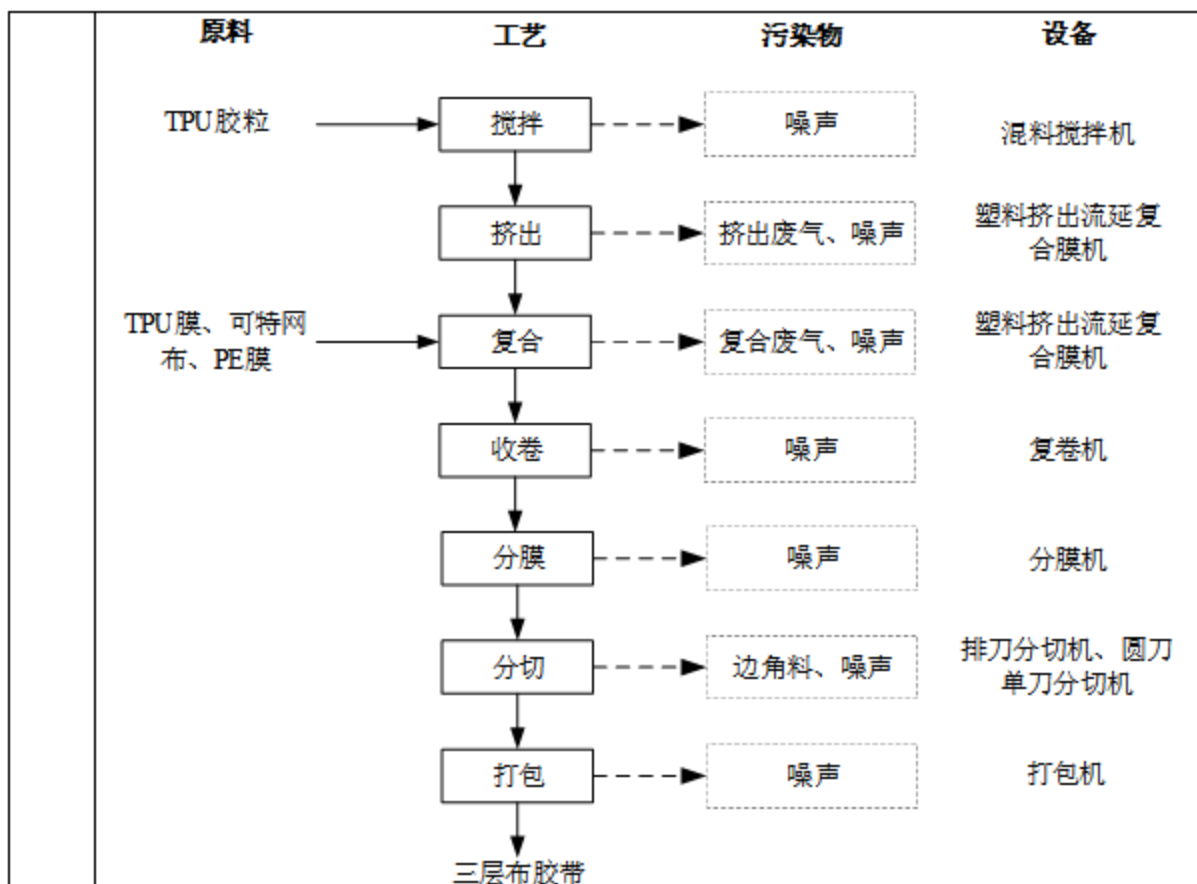 原料 工艺 污染物 设备
TPU胶粒 搅拌 噪声 混料搅拌机
挤出 挤出废气、噪声 塑料挤出流延复
合膜机
TPU膜、可特网
布、PE膜 复合 复合废气、噪声 塑料挤出流延复
合膜机
收卷 噪声 复卷机
分膜 噪声 分膜机
分切 边角料、噪声 排刀分切机、圆刀
单刀分切机
打包 噪声 打包机
三层布胶带